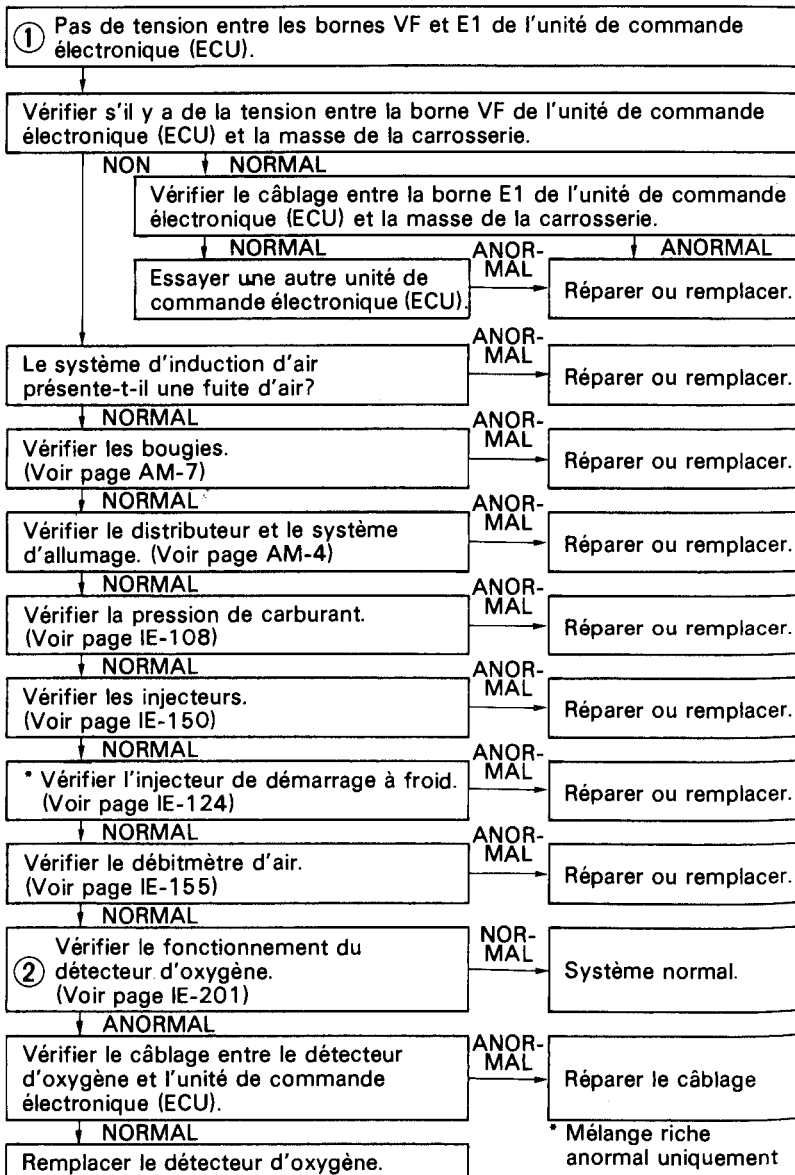 ① Pas de tension entre les bornes VF et E1 de l'unité de commande
électronique (ECU).
Vérifier s'il y a de la tension entre la borne VF de l'unité de commande
électronique (ECU) et la masse de la carrosserie.
NON NORMAL
Vérifier le câblage entre la borne E1 de l'unité de commande
électronique (ECU) et la masse de la carrosserie.
NORMAL
ANOR-
MAL
ANORMAL
Essayer une autre unité de
commande électronique (ECU).
Réparer ou remplacer.
Le système d'induction d'air
présente-t-il une fuite d'air?
ANOR-
MAL
Réparer ou remplacer.
NORMAL
Vérifier les bougies.
(Voir page AM-7)
ANOR-
MAL
Réparer ou remplacer.
NORMAL
Vérifier le distributeur et le système
d'allumage. (Voir page AM-4)
ANOR-
MAL
Réparer ou remplacer.
NORMAL
Vérifier la pression de carburant.
(Voir page IE-108)
ANOR-
MAL
Réparer ou remplacer.
NORMAL
Vérifier les injecteurs.
(Voir page IE-150)
ANOR-
MAL
Réparer ou remplacer.
NORMAL
* Vérifier l'injecteur de démarrage à froid.
(Voir page IE-124)
ANOR-
MAL
Réparer ou remplacer.
NORMAL
Vérifier le débitmètre d'air.
(Voir page IE-155)
ANOR-
MAL
Réparer ou remplacer.
NORMAL
② Vérifier le fonctionnement du
détecteur d'oxygène.
(Voir page IE-201)
NOR-
MAL
Système normal.
ANORMAL
Vérifier le câblage entre le détecteur
d'oxygène et l'unité de commande
électronique (ECU).
ANOR-
MAL
Réparer le câblage
NORMAL
Remplacer le détecteur d'oxygène.
* Mélange riche
anormal uniquement